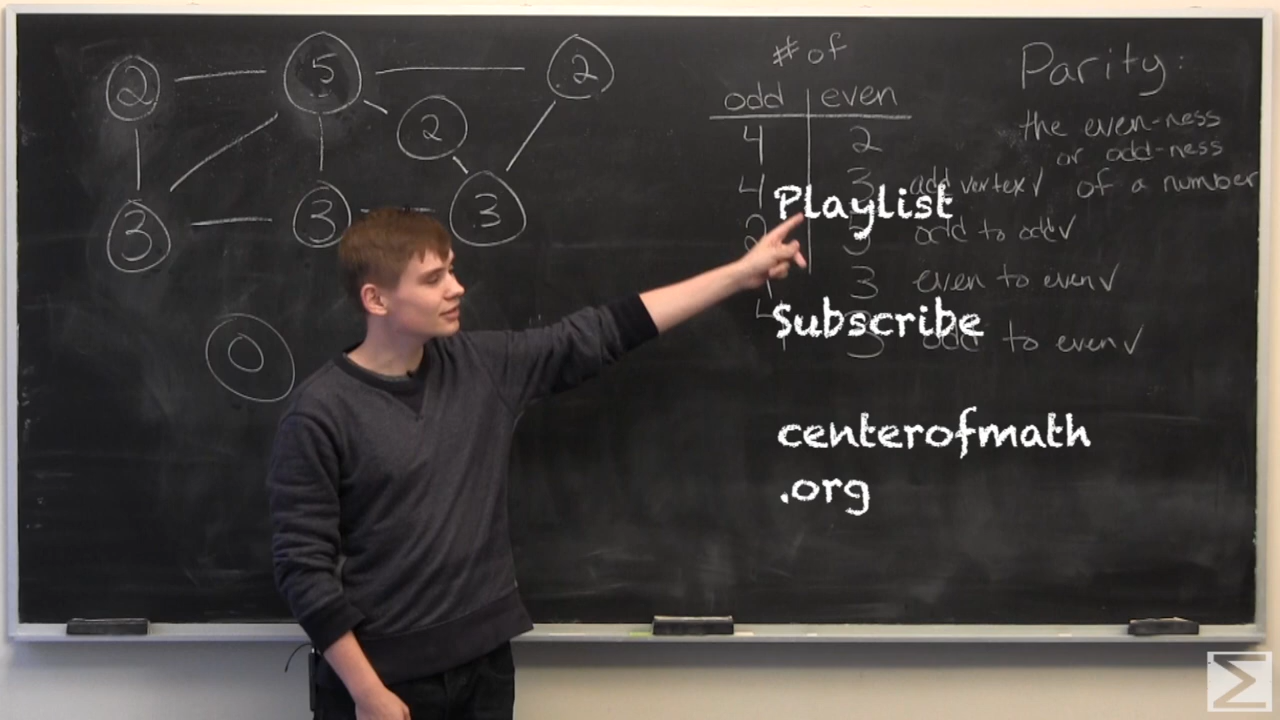 2
5
2
2
3
3
3
0
# of
odd even
4 2
4 3 add vertex ✓
odd to odd ✓
3 even to even ✓
3 odd to even ✓
Parity:
the even-ness
or odd-ness
of a number
Playlist
Subscribe
centerofmath
.org
Σ